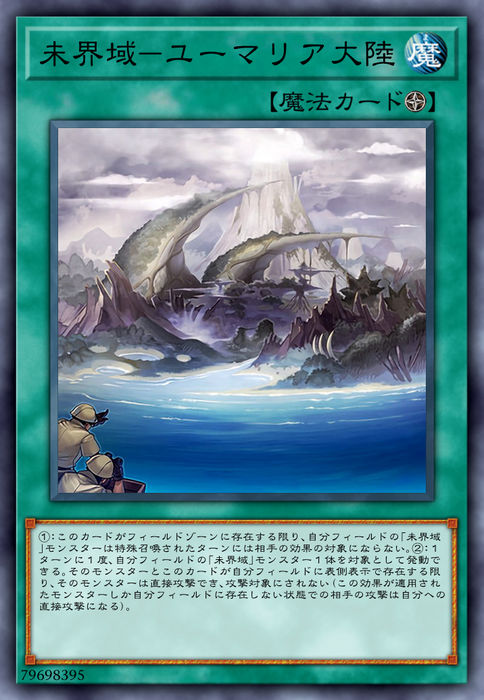 未界域－ユーマリア大陸
魔
【魔法カード】
①：このカードがフィールドゾーンに存在する限り、自分フィールドの「未界域
」モンスターは特殊召喚されたターンには相手の効果の対象にならない。②：１
ターンに１度、自分フィールドの「未界域」モンスター１体を対象として発動で
きる。そのモンスターとこのカードが自分フィールドに表側表示で存在する限
り、そのモンスターは直接攻撃でき、攻撃対象にされない（この効果が適用され
たモンスターしか自分フィールドに存在しない状態での相手の攻撃は自分への
直接攻撃になる）。
79698395